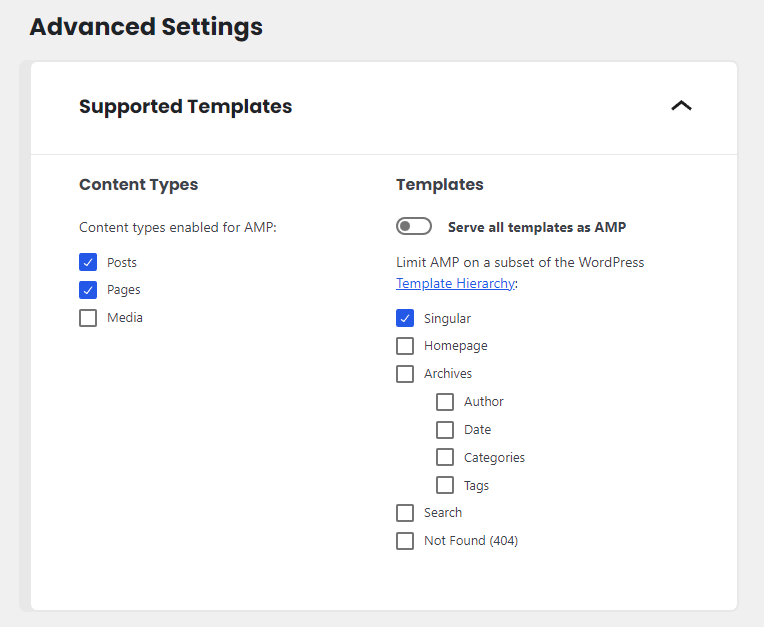 Advanced Settings
Supported Templates
Content Types
Content types enabled for AMP:
Posts
Pages
Media
Templates
Serve all templates as AMP
Limit AMP on a subset of the WordPress
Template Hierarchy:
Singular
Homepage
Archives
Author
Date
Categories
Tags
Search
Not Found (404)